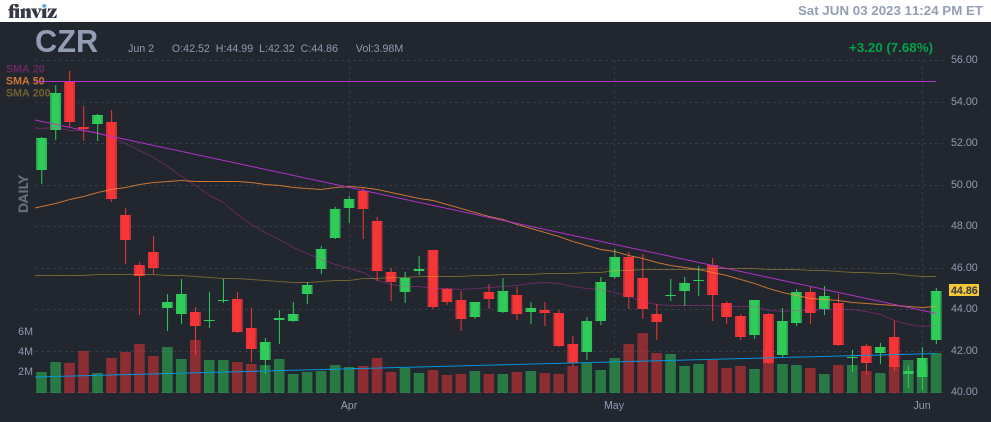 finviz
Sat JUN 03 2023 11:24 PM ET
CZR
Jun 2 O:42.52 H:44.99 L:42.32 C:44.86 Vol:3.98M
+3.20 (7.68%)
SMA 20
SMA 50
SMA 200
DAILY
56.00
54.00
52.00
50.00
48.00
46.00
44.86
44.00
42.00
40.00
6M
4M
2M
Apr
May
Jun